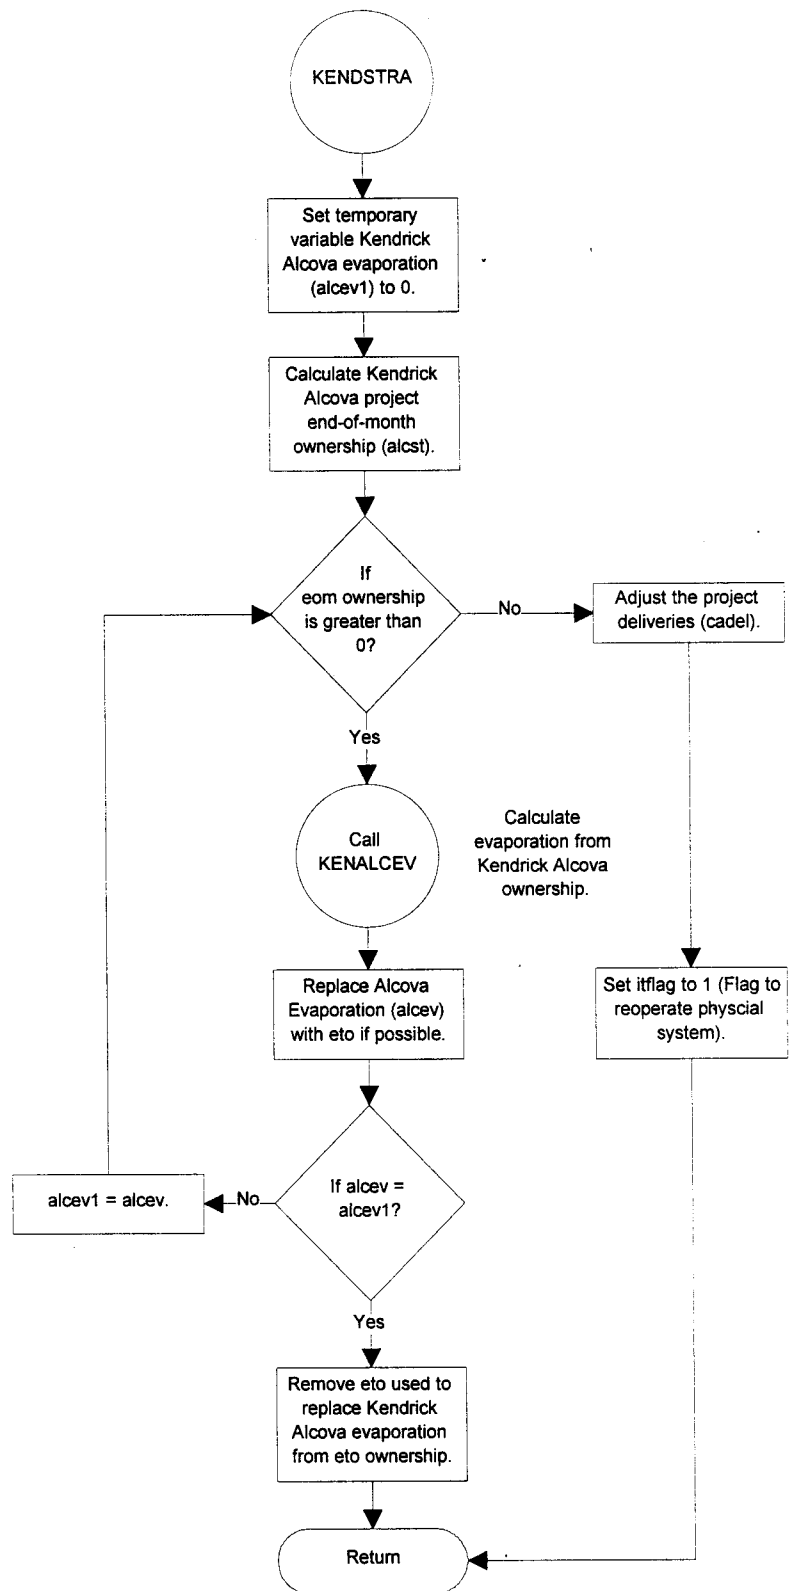 KENDSTRA
Set temporary
variable Kendrick
Alcova evaporation
(alcev1) to 0.
Calculate Kendrick
Alcova project
end-of-month
ownership (alcst).
If
eom ownership
is greater than
0?
No
Adjust the project
deliveries (cadel).
Yes
Call
KENALCEV
Calculate
evaporation from
Kendrick Alcova
ownership.
Replace Alcova
Evaporation (alcev)
with eto if possible.
Set itflag to 1 (Flag to
reoperate physcial
system).
If alcev =
alcev1?
No
alcev1 = alcev.
Yes
Remove eto used to
replace Kendrick
Alcova evaporation
from eto ownership.
Return